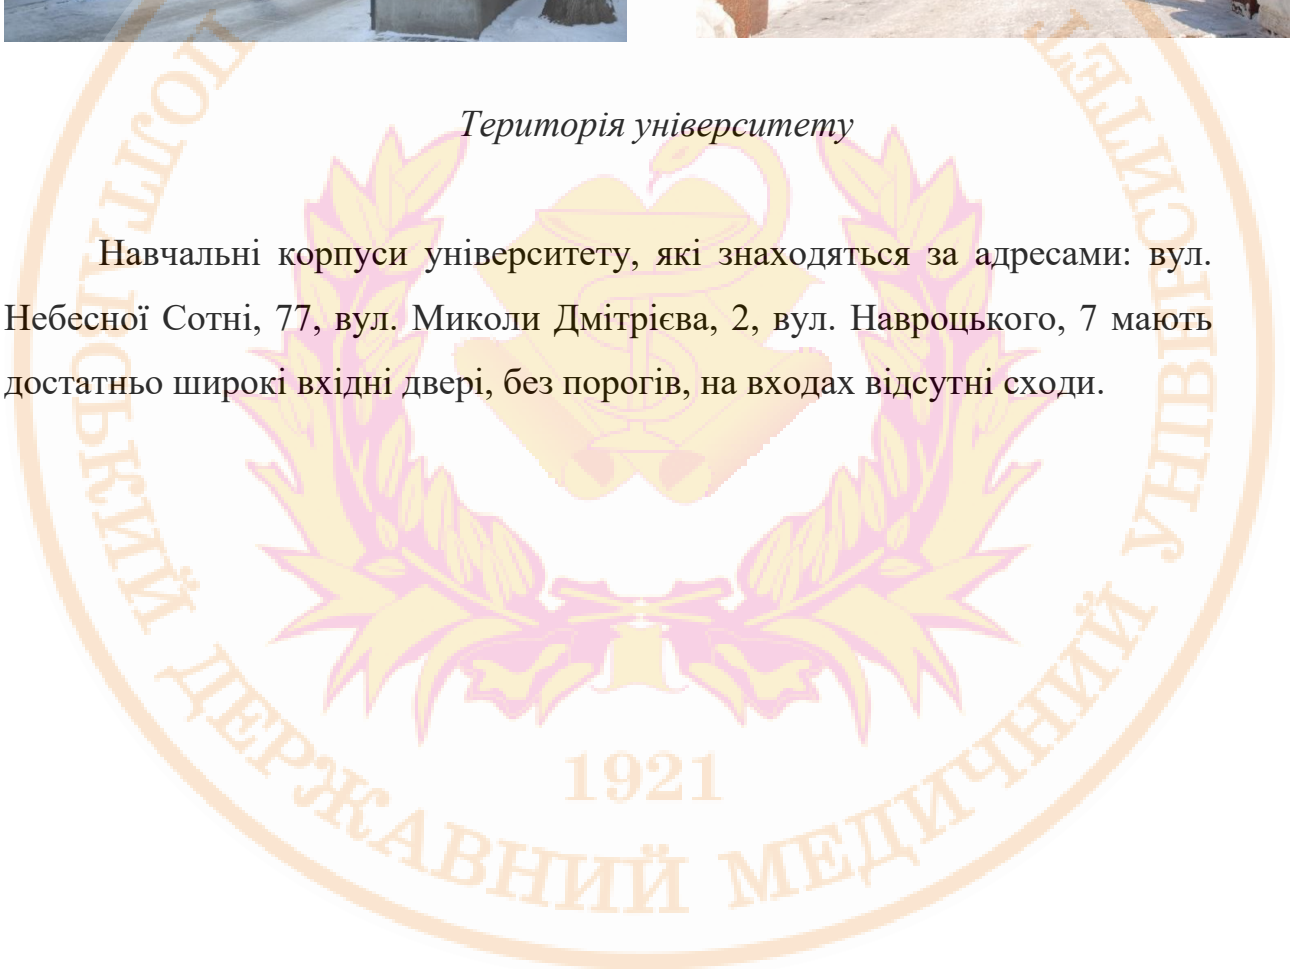 Територія університету
Навчальні корпуси університету, які знаходяться за адресами: вул.
Небесної Сотні, 77, вул. Миколи Дмітрієва, 2, вул. Навроцького, 7 мають
достатньо широкі вхідні двері, без порогів, на входах відсутні сходи.
1921
ДЕРЖАВНИЙ МЕДИЧНИЙ УНІВЕРСИТЕТ